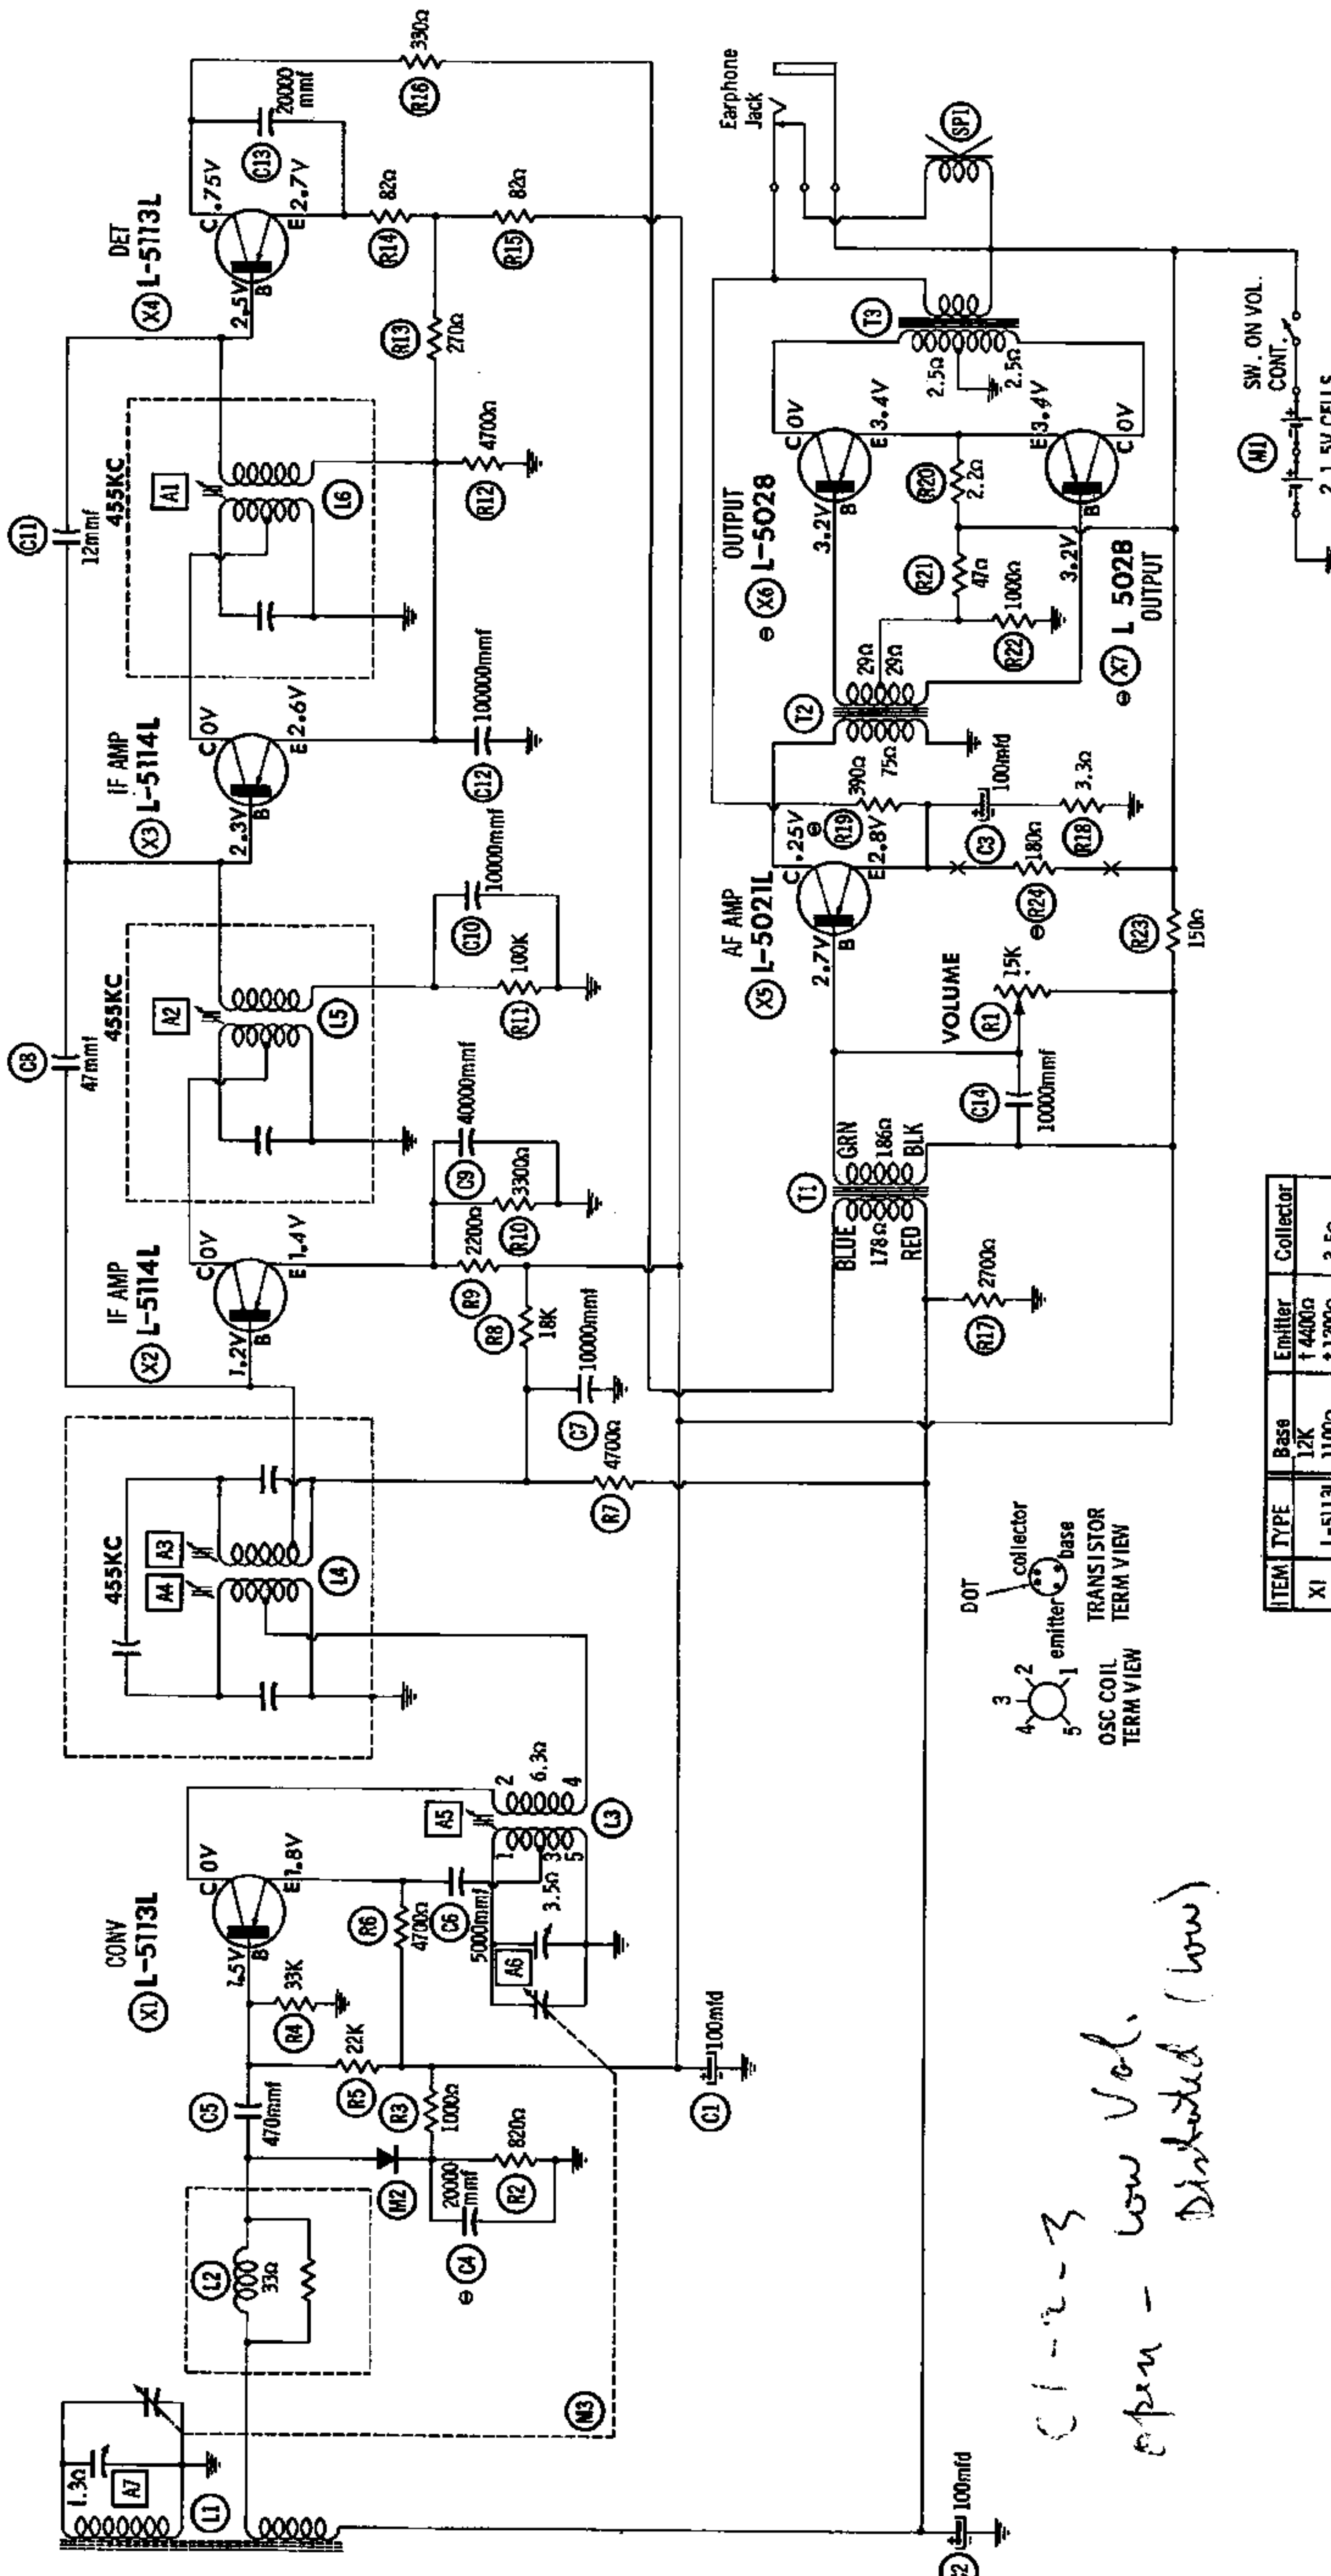 CONV
X1 L-5113L
IF AMP
X2 L-5114L
IF AMP
X3 L-5114L
DET
X4 L-5113L
C8
47mmf
C11
12mmf
1.3Ω
A7
L1
L2
33Ω
C5
470mmf
1.5V
B
C 0V
E 1.8V
R4
33K
R5
22K
R6
4700Ω
M2
R3
1000Ω
20000
mmf
C4
R2
820Ω
M3
C6
5000mmf
A6
3.5Ω
A5
1
3
5
2
6.3Ω
4
L3
C1
100mfd
100mfd
455KC
A4
A3
L4
1.2V
B
C 0V
E 1.4V
R7
4700Ω
C7
10000mmf
R8
18K
R9
2200Ω
R10
3300Ω
C9
40000mmf
455KC
A2
L5
C10
10000mmf
R11
100K
2.3V
B
C 0V
E 2.6V
C12
100000mmf
455KC
A1
L6
R12
4700Ω
R13
270Ω
2.5V
B
C .75V
E 2.7V
C13
20000
mmf
R14
82Ω
R15
82Ω
R16
330Ω
R17
2700Ω
T1
BLUE
178Ω
RED
GRN
186Ω
BLK
C14
10000mmf
VOLUME
R1
15K
AF AMP
X5 L-5021L
2.7V
B
C .25V
E 2.8V
R19
390Ω
C3
100mfd
R18
3.3Ω
R24
180Ω
R23
150Ω
T2
75Ω
29Ω
29Ω
OUTPUT
X6 L-5028
3.2V
B
C 0V
E 3.4V
R20
2.2Ω
R21
47Ω
R22
1000Ω
3.2V
B
E 3.4V
C 0V
X7 L 5028
OUTPUT
T3
2.5Ω
2.5Ω
Earphone
Jack
SP1
SW. ON VOL.
CONT.
M1
2 1.5V CELLS
3
4
2
5
1
OSC COIL
TERM VIEW
DOT
collector
emitter
base
TRANSISTOR
TERM VIEW
ITEM TYPE Base Emitter Collector
X1 L-5113L 12K †4400Ω
1100Ω †1200Ω 2.5Ω
C1-2-3
open - Low Vol.
Distorted (Low)